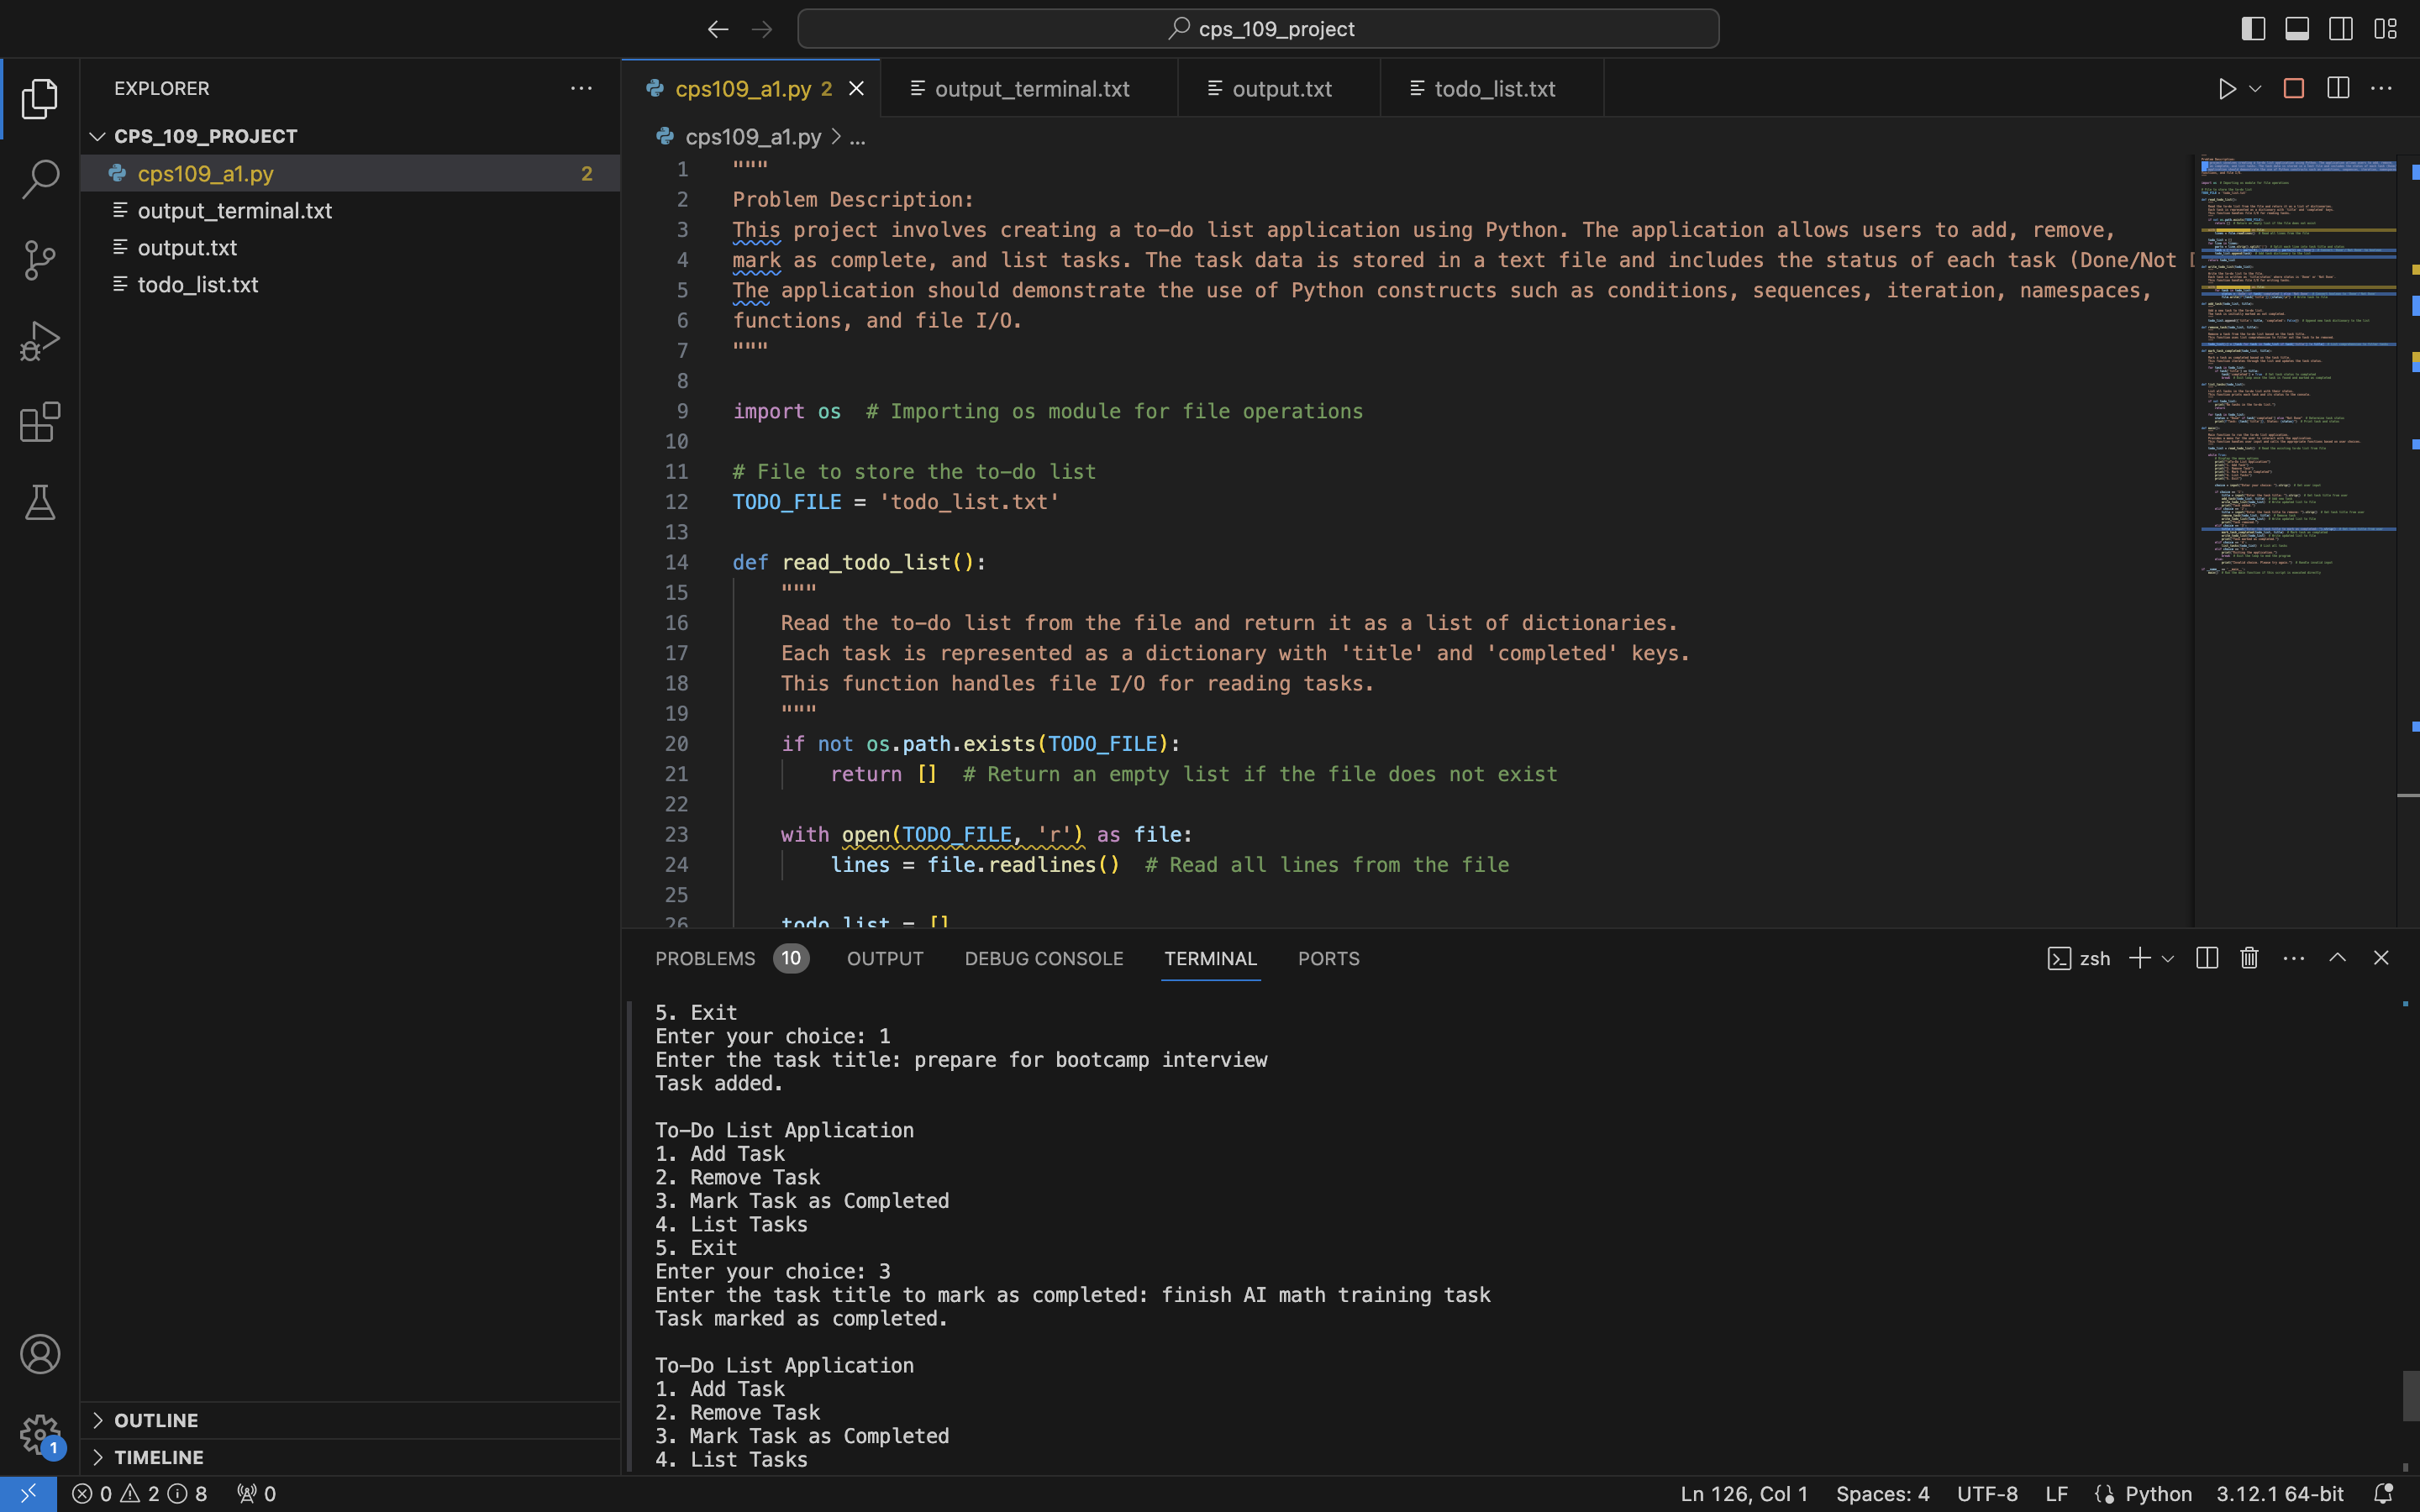 cps_109_project
EXPLORER
CPS_109_PROJECT
cps109_a1.py 2
output_terminal.txt
output.txt
todo_list.txt
OUTLINE
TIMELINE
1
cps109_a1.py 2
output_terminal.txt
output.txt
todo_list.txt
cps109_a1.py > ...
1 """
2 Problem Description:
3 This project involves creating a to-do list application using Python. The application allows users to add, remove,
4 mark as complete, and list tasks. The task data is stored in a text file and includes the status of each task (Done/Not
5 The application should demonstrate the use of Python constructs such as conditions, sequences, iteration, namespaces,
6 functions, and file I/O.
7 """
8
9 import os  # Importing os module for file operations
10
11 # File to store the to-do list
12 TODO_FILE = 'todo_list.txt'
13
14 def read_todo_list():
15     """
16     Read the to-do list from the file and return it as a list of dictionaries.
17     Each task is represented as a dictionary with 'title' and 'completed' keys.
18     This function handles file I/O for reading tasks.
19     """
20     if not os.path.exists(TODO_FILE):
21         return []  # Return an empty list if the file does not exist
22
23     with open(TODO_FILE, 'r') as file:
24         lines = file.readlines()  # Read all lines from the file
25
26     todo_list = []
PROBLEMS 10 OUTPUT DEBUG CONSOLE TERMINAL PORTS
zsh
5. Exit
Enter your choice: 1
Enter the task title: prepare for bootcamp interview
Task added.
To-Do List Application
1. Add Task
2. Remove Task
3. Mark Task as Completed
4. List Tasks
5. Exit
Enter your choice: 3
Enter the task title to mark as completed: finish AI math training task
Task marked as completed.
To-Do List Application
1. Add Task
2. Remove Task
3. Mark Task as Completed
4. List Tasks
0 2 8 0
Ln 126, Col 1 Spaces: 4 UTF-8 LF Python 3.12.1 64-bit